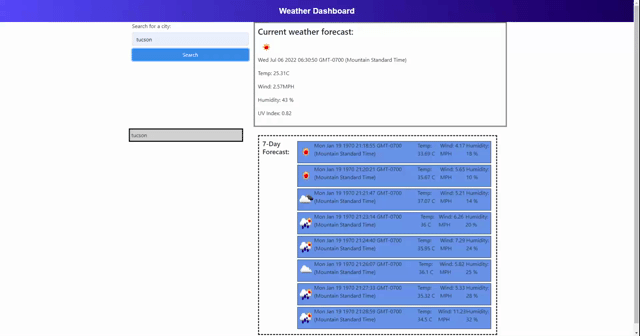 Weather Dashboard
Search for a city:
tucson
Search
tucson
Current weather forecast:
Wed Jul 06 2022 06:30:50 GMT-0700 (Mountain Standard Time)
Temp: 25.31C
Wind: 2.57MPH
Humidity: 43 %
UV Index: 0.82
7-Day
Forecast:
Mon Jan 19 1970 21:18:55 GMT-0700 Temp: Wind: 4.17 Humidity:
(Mountain Standard Time) C MPH 18 %
Mon Jan 19 1970 21:20:21 GMT-0700 Temp: Wind: 5.65 Humidity:
(Mountain Standard Time) C MPH 10 %
Mon Jan 19 1970 21:21:47 GMT-0700 Temp: Wind: 5.21 Humidity:
(Mountain Standard Time) 37.07 C MPH 14 %
Mon Jan 19 1970 21:23:14 GMT-0700 Temp: Wind: 6.26 Humidity:
(Mountain Standard Time) 36 C MPH 20 %
Mon Jan 19 1970 21:24:40 GMT-0700 Temp: Wind: 7.29 Humidity:
(Mountain Standard Time) 35.95 C MPH 24 %
Mon Jan 19 1970 21:26:07 GMT-0700 Temp: Wind: 5.82 Humidity:
(Mountain Standard Time) 36.1 C MPH 25 %
Mon Jan 19 1970 21:27:33 GMT-0700 Temp: Wind: 5.33 Humidity:
(Mountain Standard Time) 35.32 C MPH 28 %
Mon Jan 19 1970 21:28:59 GMT-0700 Temp: Wind: 11.23 Humidity:
(Mountain Standard Time) 34.5 C MPH 32 %